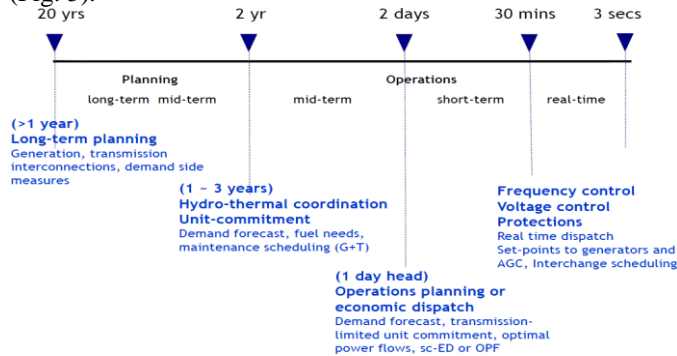 (Fig. 3).
20 yrs 2 yr 2 days 30 mins 3 secs
Planning Operations
long-term mid-term mid-term short-term real-time
(>1 year)
Long-term planning
Generation, transmission
interconnections, demand side
measures
(1 ~ 3 years)
Hydro-thermal coordination
Unit-commitment
Demand forecast, fuel needs,
maintenance scheduling (G+T)
(1 day head)
Operations planning or
economic dispatch
Demand forecast, transmission-
limited unit commitment, optimal
power flows, sc-ED or OPF
Frequency control
Voltage control
Protections
Real time dispatch
Set-points to generators and
AGC, Interchange scheduling